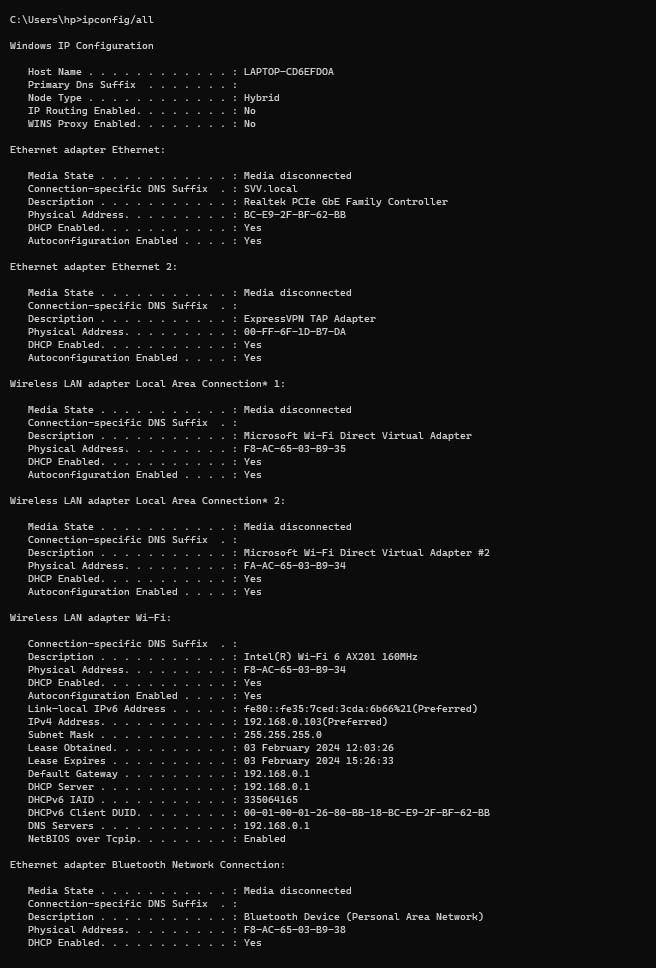 C:\Users\hp>ipconfig/all
Windows IP Configuration
Host Name . . . . . . . . . . . . : LAPTOP-CD6EFDOA
Primary Dns Suffix  . . . . . . . :
Node Type . . . . . . . . . . . . : Hybrid
IP Routing Enabled. . . . . . . . : No
WINS Proxy Enabled. . . . . . . . : No
Ethernet adapter Ethernet:
Media State . . . . . . . . . . . : Media disconnected
Connection-specific DNS Suffix  . : SVV.local
Description . . . . . . . . . . . : Realtek PCIe GbE Family Controller
Physical Address. . . . . . . . . : BC-E9-2F-BF-62-BB
DHCP Enabled. . . . . . . . . . . : Yes
Autoconfiguration Enabled . . . . : Yes
Ethernet adapter Ethernet 2:
Media State . . . . . . . . . . . : Media disconnected
Connection-specific DNS Suffix  . :
Description . . . . . . . . . . . : ExpressVPN TAP Adapter
Physical Address. . . . . . . . . : 00-FF-6F-1D-B7-DA
DHCP Enabled. . . . . . . . . . . : Yes
Autoconfiguration Enabled . . . . : Yes
Wireless LAN adapter Local Area Connection* 1:
Media State . . . . . . . . . . . : Media disconnected
Connection-specific DNS Suffix  . :
Description . . . . . . . . . . . : Microsoft Wi-Fi Direct Virtual Adapter
Physical Address. . . . . . . . . : F8-AC-65-03-B9-35
DHCP Enabled. . . . . . . . . . . : Yes
Autoconfiguration Enabled . . . . : Yes
Wireless LAN adapter Local Area Connection* 2:
Media State . . . . . . . . . . . : Media disconnected
Connection-specific DNS Suffix  . :
Description . . . . . . . . . . . : Microsoft Wi-Fi Direct Virtual Adapter #2
Physical Address. . . . . . . . . : FA-AC-65-03-B9-34
DHCP Enabled. . . . . . . . . . . : Yes
Autoconfiguration Enabled . . . . : Yes
Wireless LAN adapter Wi-Fi:
Connection-specific DNS Suffix  . :
Description . . . . . . . . . . . : Intel(R) Wi-Fi 6 AX201 160MHz
Physical Address. . . . . . . . . : F8-AC-65-03-B9-34
DHCP Enabled. . . . . . . . . . . : Yes
Autoconfiguration Enabled . . . . : Yes
Link-local IPv6 Address . . . . . : fe80::fe35:7ced:3cda:6b66%21(Preferred)
IPv4 Address. . . . . . . . . . . : 192.168.0.103(Preferred)
Subnet Mask . . . . . . . . . . . : 255.255.255.0
Lease Obtained. . . . . . . . . . : 03 February 2024 12:03:26
Lease Expires . . . . . . . . . . : 03 February 2024 15:26:33
Default Gateway . . . . . . . . . : 192.168.0.1
DHCP Server . . . . . . . . . . . : 192.168.0.1
DHCPv6 IAID . . . . . . . . . . . : 335064165
DHCPv6 Client DUID. . . . . . . . : 00-01-00-01-26-80-BB-18-BC-E9-2F-BF-62-BB
DNS Servers . . . . . . . . . . . : 192.168.0.1
NetBIOS over Tcpip. . . . . . . . : Enabled
Ethernet adapter Bluetooth Network Connection:
Media State . . . . . . . . . . . : Media disconnected
Connection-specific DNS Suffix  . :
Description . . . . . . . . . . . : Bluetooth Device (Personal Area Network)
Physical Address. . . . . . . . . : F8-AC-65-03-B9-38
DHCP Enabled. . . . . . . . . . . : Yes